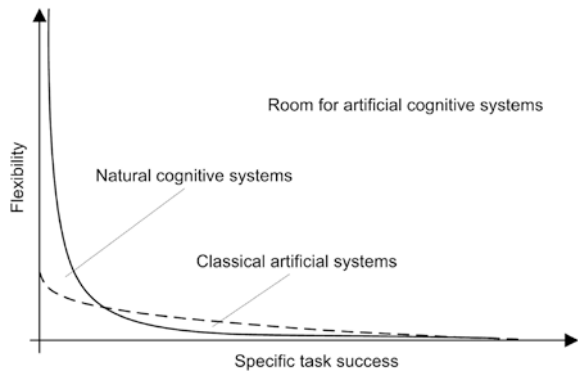 Room for artificial cognitive systems
Flexibility
Natural cognitive systems
Classical artificial systems
Specific task success